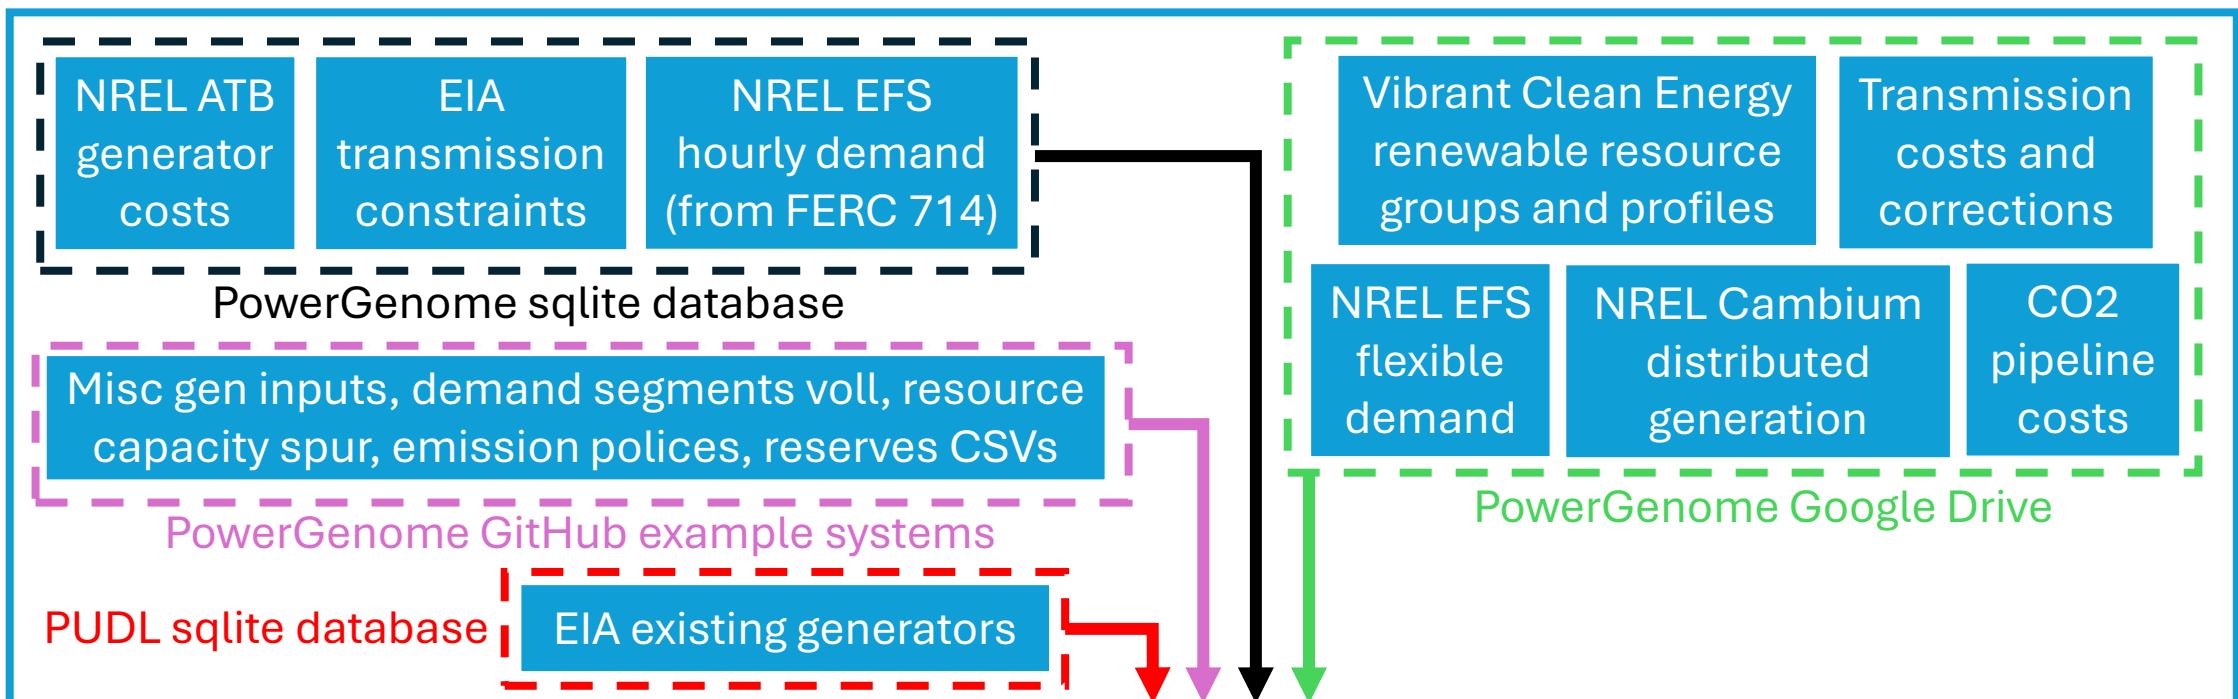 NREL ATB
generator
costs
EIA
transmission
constraints
NREL EFS
hourly demand
(from FERC 714)
PowerGenome sqlite database
Misc gen inputs, demand segments voll, resource
capacity spur, emission polices, reserves CSVs
PowerGenome GitHub example systems
PUDL sqlite database
EIA existing generators
Vibrant Clean Energy
renewable resource
groups and profiles
Transmission
costs and
corrections
NREL EFS
flexible
demand
NREL Cambium
distributed
generation
CO2
pipeline
costs
PowerGenome Google Drive